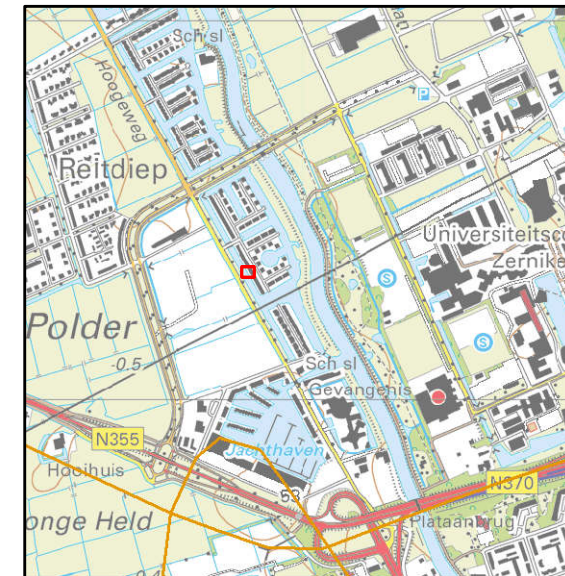 Sch sl
Hoogeweg
P
Reitdiep
Universiteitsco
Zernike
S
Polder
-0.5
S
Sch sl
Gevangenis
N355
Jachthaven
Hooihuis
N370
53
onge Held
Plataanbrug